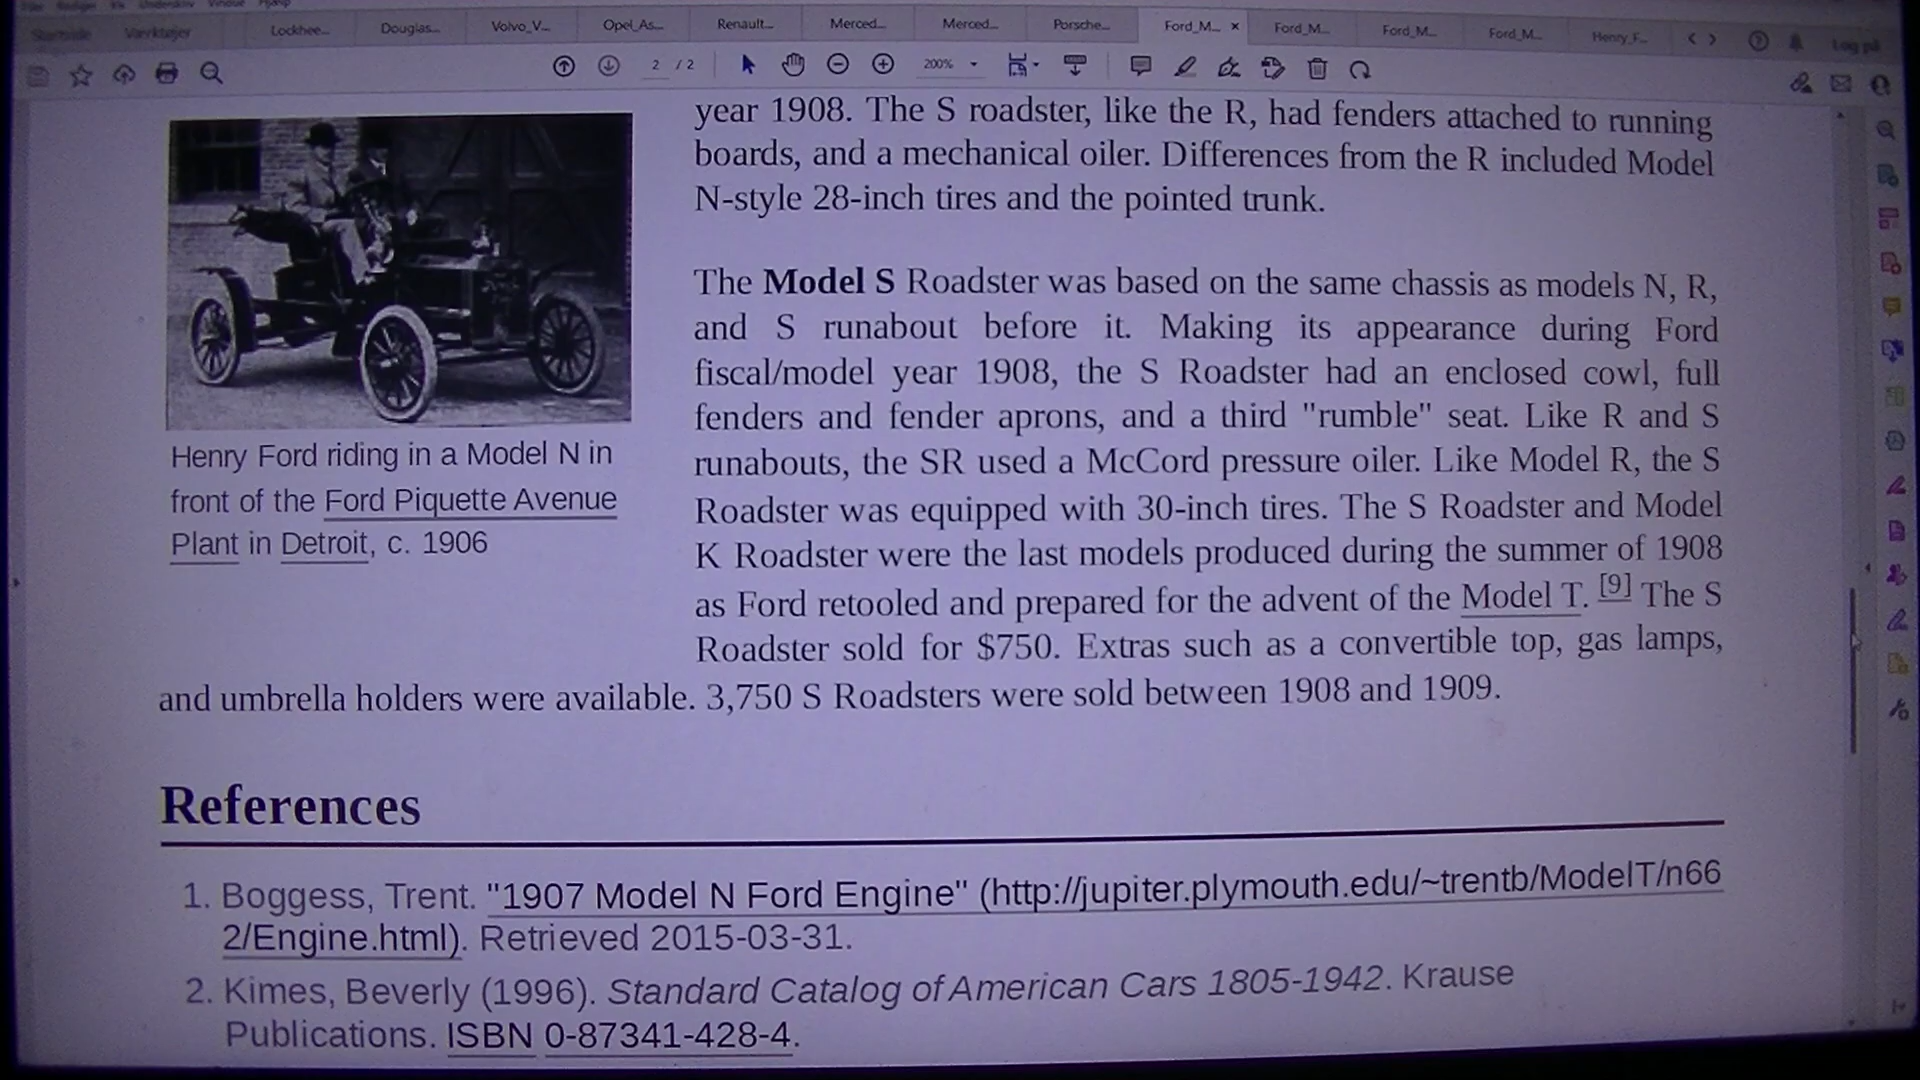 Startside Værktøjer Lockhee... Douglas... Volvo_V... Opel_As... Renault... Merced... Merced... Porsche... Ford_M... × Ford_M... Ford_M... Ford_M... Henry_F... Log på
2 / 2 200%
year 1908. The S roadster, like the R, had fenders attached to running
boards, and a mechanical oiler. Differences from the R included Model
N-style 28-inch tires and the pointed trunk.
The Model S Roadster was based on the same chassis as models N, R,
and S runabout before it. Making its appearance during Ford
fiscal/model year 1908, the S Roadster had an enclosed cowl, full
fenders and fender aprons, and a third "rumble" seat. Like R and S
runabouts, the SR used a McCord pressure oiler. Like Model R, the S
Roadster was equipped with 30-inch tires. The S Roadster and Model
K Roadster were the last models produced during the summer of 1908
as Ford retooled and prepared for the advent of the Model T. [9] The S
Roadster sold for $750. Extras such as a convertible top, gas lamps,
and umbrella holders were available. 3,750 S Roadsters were sold between 1908 and 1909.
Henry Ford riding in a Model N in
front of the Ford Piquette Avenue
Plant in Detroit, c. 1906
References
1. Boggess, Trent. "1907 Model N Ford Engine" (http://jupiter.plymouth.edu/~trentb/ModelT/n66
2/Engine.html). Retrieved 2015-03-31.
2. Kimes, Beverly (1996). Standard Catalog of American Cars 1805-1942. Krause
Publications. ISBN 0-87341-428-4.